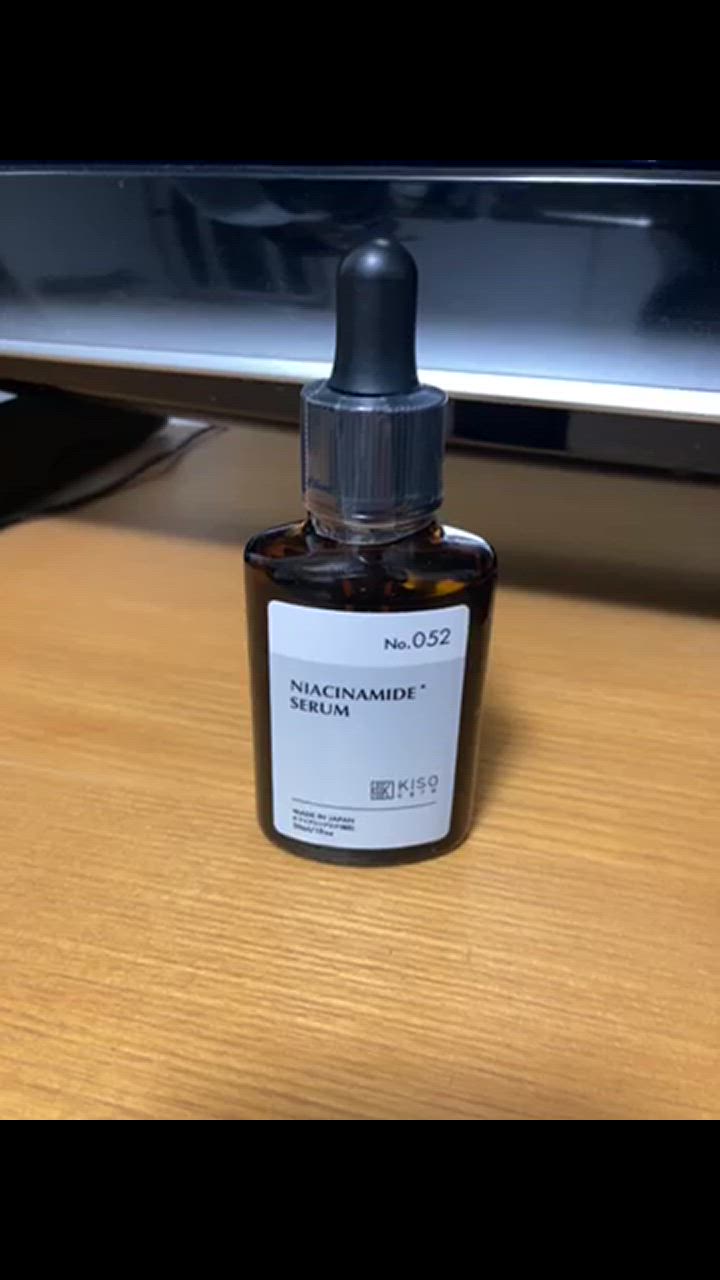 No.052
NIACINAMIDE*
SERUM
KISO
MADE IN JAPAN